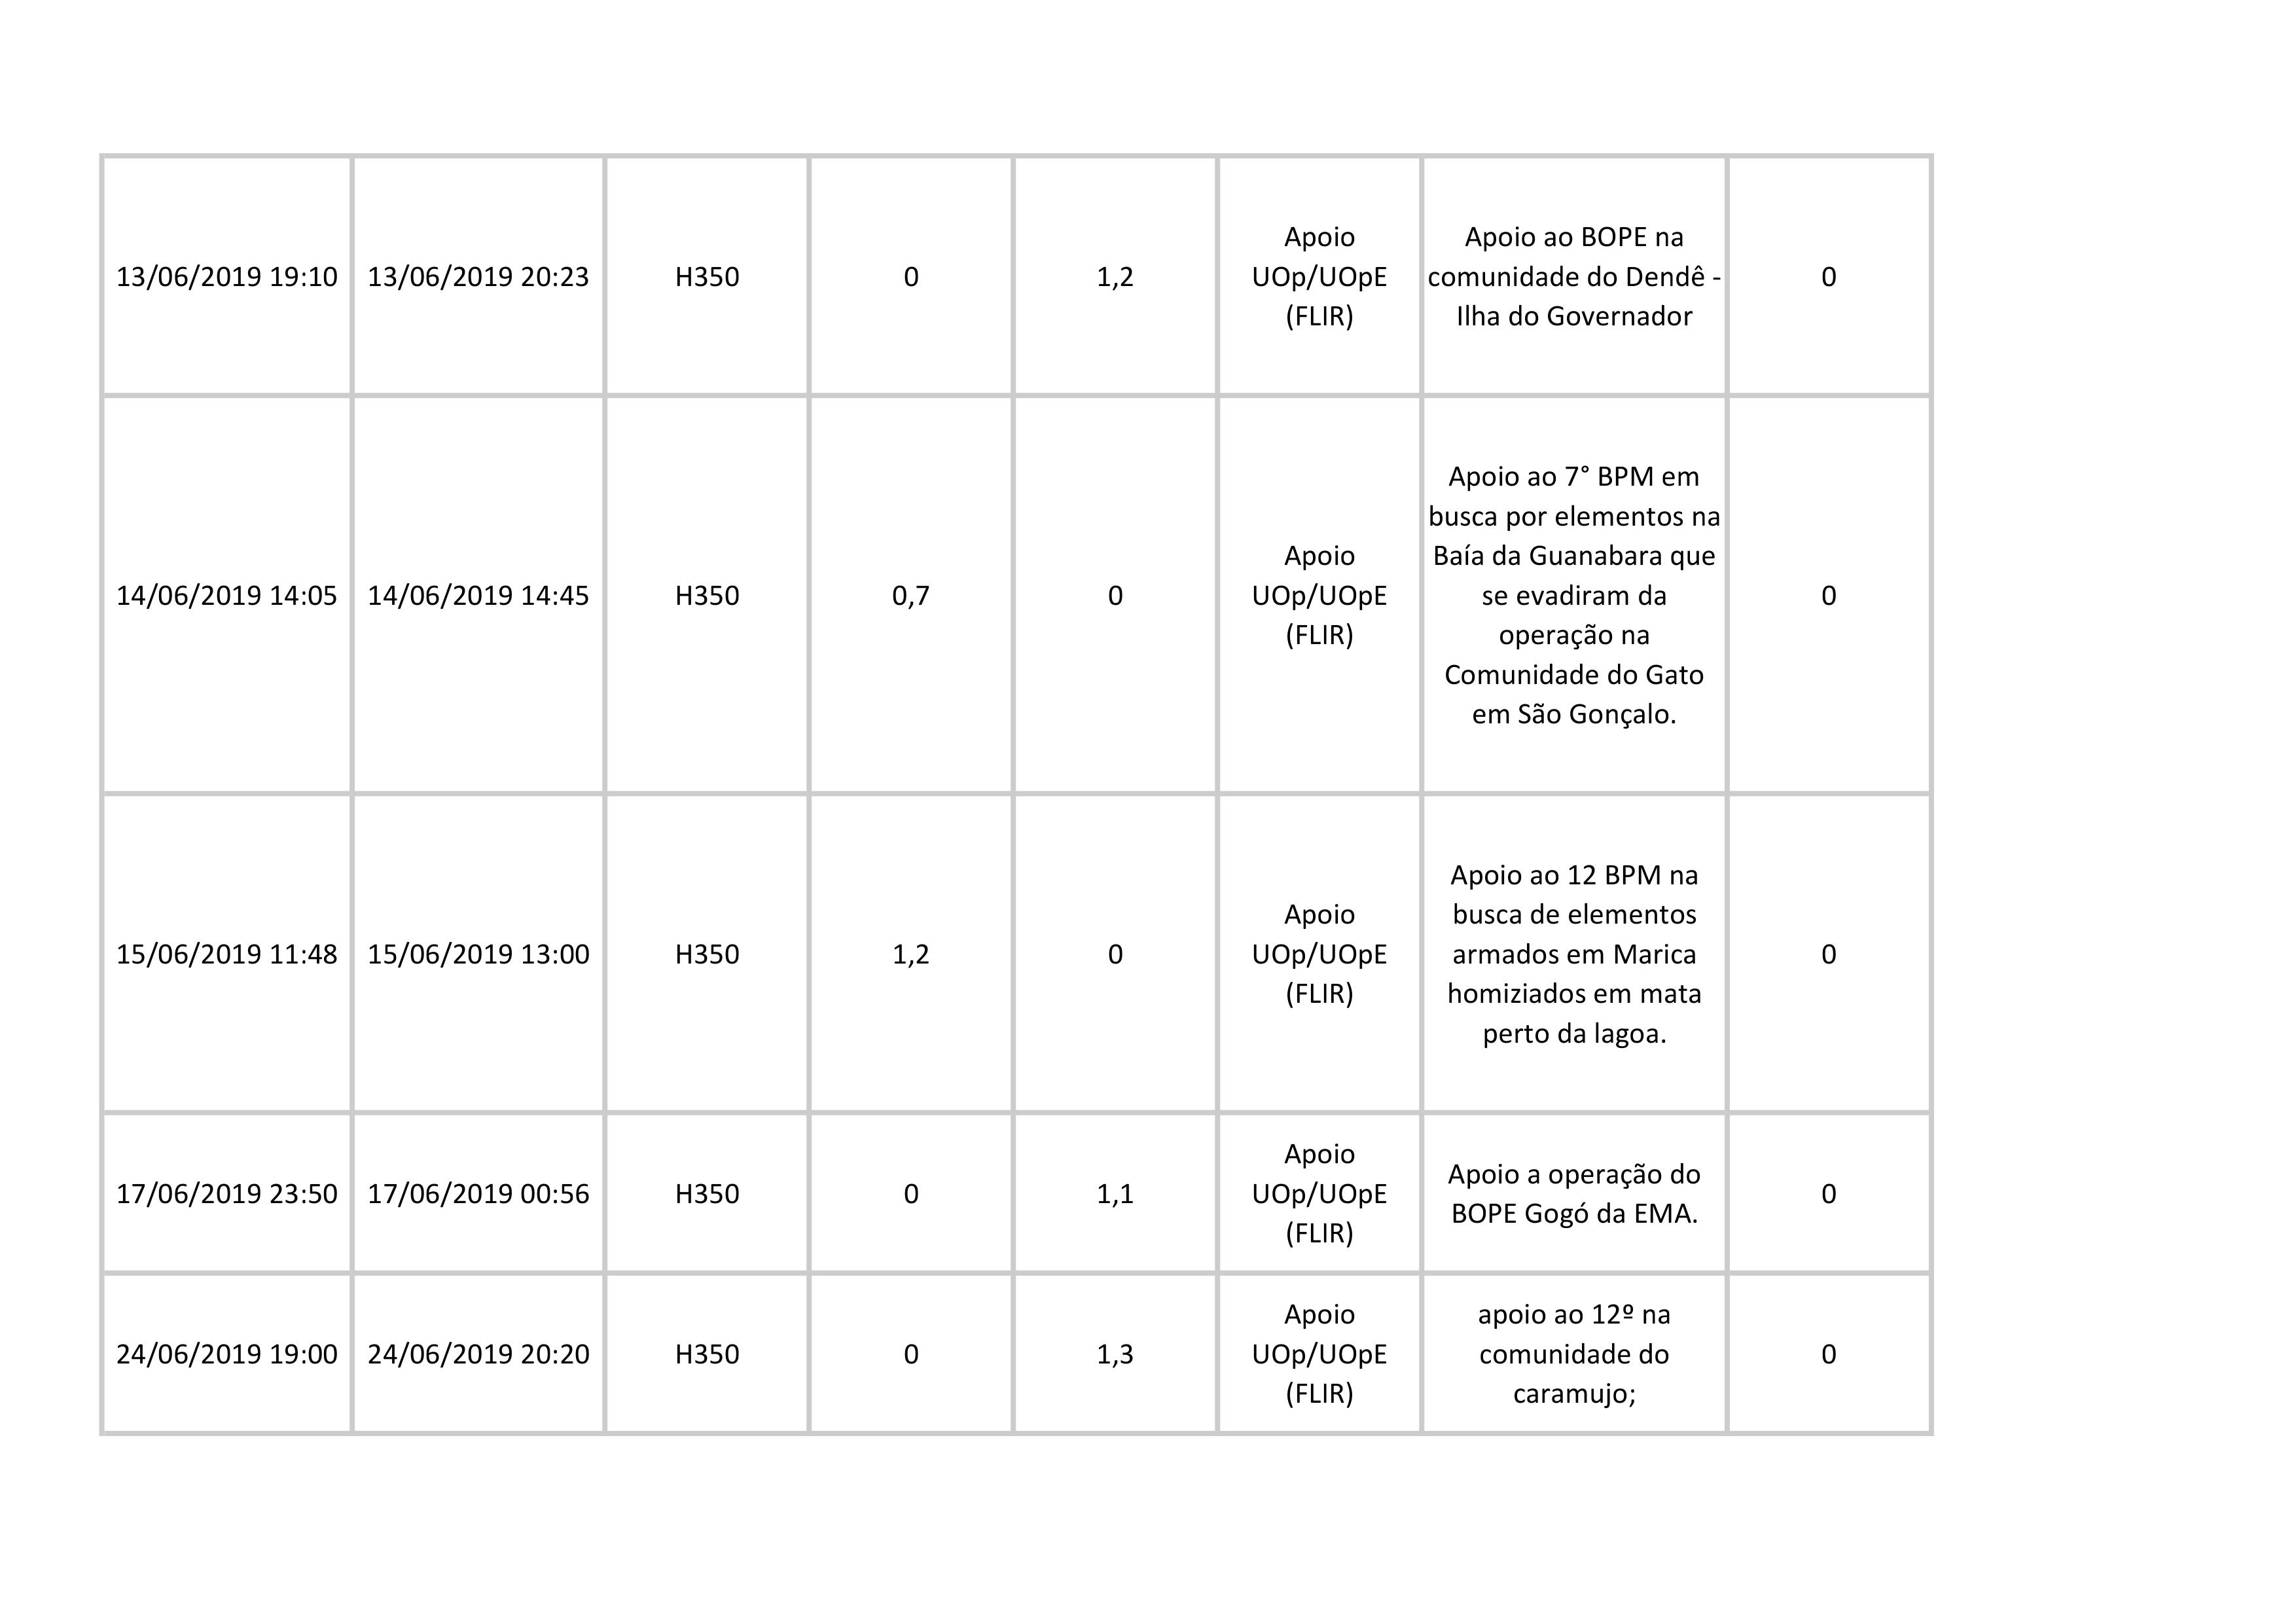 13/06/2019 19:10 13/06/2019 20:23 H350 0 1,2 Apoio
UOp/UOpE
(FLIR) Apoio ao BOPE na
comunidade do Dendê -
Ilha do Governador 0
14/06/2019 14:05 14/06/2019 14:45 H350 0,7 0 Apoio
UOp/UOpE
(FLIR) Apoio ao 7° BPM em
busca por elementos na
Baía da Guanabara que
se evadiram da
operação na
Comunidade do Gato
em São Gonçalo. 0
15/06/2019 11:48 15/06/2019 13:00 H350 1,2 0 Apoio
UOp/UOpE
(FLIR) Apoio ao 12 BPM na
busca de elementos
armados em Marica
homiziados em mata
perto da lagoa. 0
17/06/2019 23:50 17/06/2019 00:56 H350 0 1,1 Apoio
UOp/UOpE
(FLIR) Apoio a operação do
BOPE Gogó da EMA. 0
24/06/2019 19:00 24/06/2019 20:20 H350 0 1,3 Apoio
UOp/UOpE
(FLIR) apoio ao 12º na
comunidade do
caramujo; 0